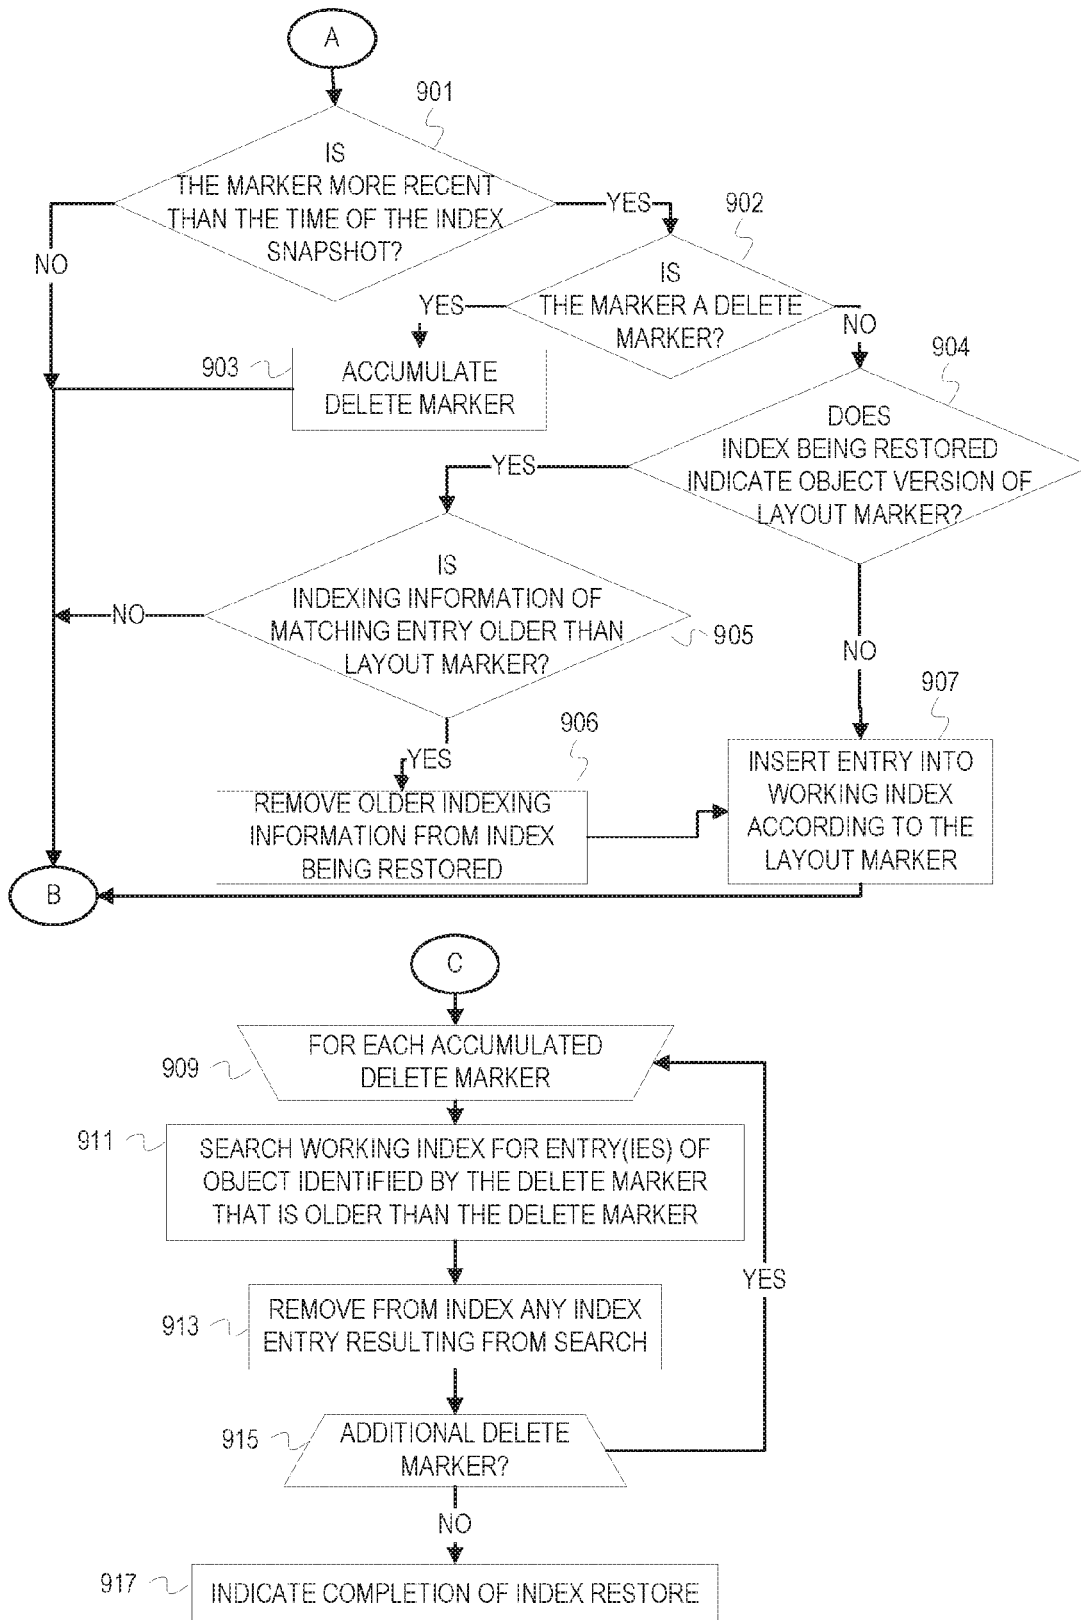 A
901
IS
THE MARKER MORE RECENT
THAN THE TIME OF THE INDEX
SNAPSHOT?
YES
902
NO
IS
THE MARKER A DELETE
MARKER?
YES
NO
903
ACCUMULATE
DELETE MARKER
904
DOES
INDEX BEING RESTORED
INDICATE OBJECT VERSION OF
LAYOUT MARKER?
YES
IS
INDEXING INFORMATION OF
MATCHING ENTRY OLDER THAN
LAYOUT MARKER?
NO
905
NO
YES
906
907
REMOVE OLDER INDEXING
INFORMATION FROM INDEX
BEING RESTORED
INSERT ENTRY INTO
WORKING INDEX
ACCORDING TO THE
LAYOUT MARKER
B
C
909
FOR EACH ACCUMULATED
DELETE MARKER
911
SEARCH WORKING INDEX FOR ENTRY(IES) OF
OBJECT IDENTIFIED BY THE DELETE MARKER
THAT IS OLDER THAN THE DELETE MARKER
YES
913
REMOVE FROM INDEX ANY INDEX
ENTRY RESULTING FROM SEARCH
915
ADDITIONAL DELETE
MARKER?
NO
917
INDICATE COMPLETION OF INDEX RESTORE